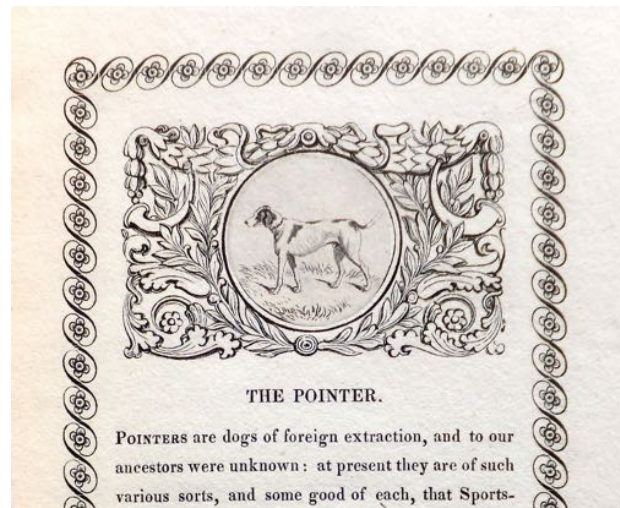 THE POINTER.
POINTERS are dogs of foreign extraction, and to our
ancestors were unknown: at present they are of such
various sorts, and some good of each, that Sports-